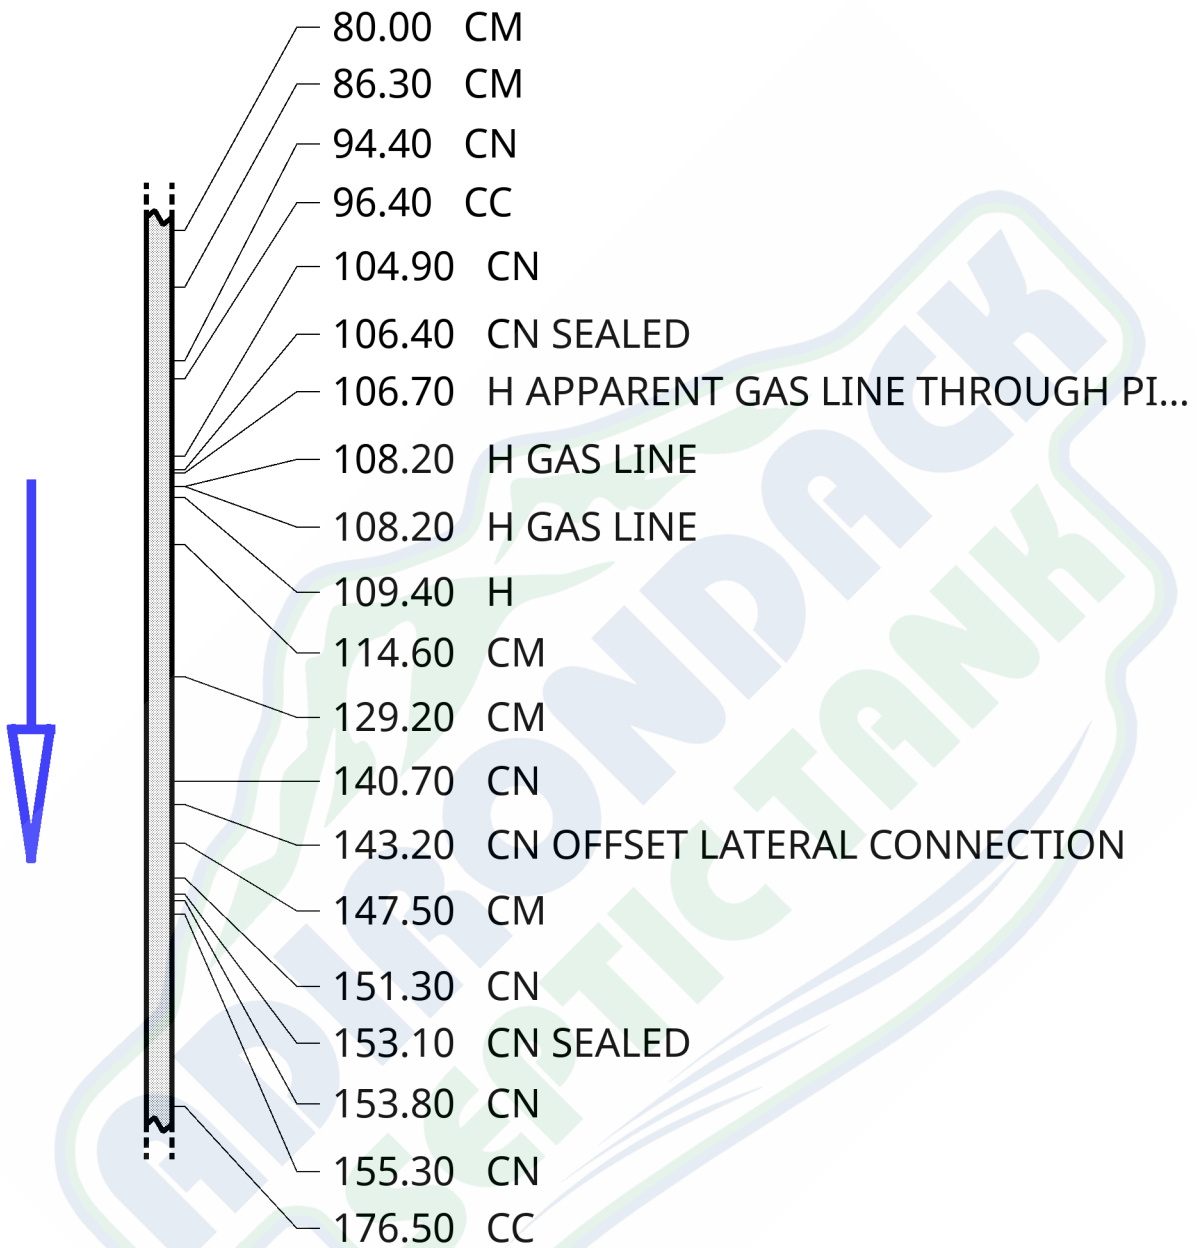 80.00 CM
86.30 CM
94.40 CN
96.40 CC
104.90 CN
106.40 CN SEALED
106.70 H APPARENT GAS LINE THROUGH PI...
108.20 H GAS LINE
108.20 H GAS LINE
109.40 H
114.60 CM
129.20 CM
140.70 CN
143.20 CN OFFSET LATERAL CONNECTION
147.50 CM
151.30 CN
153.10 CN SEALED
153.80 CN
155.30 CN
176.50 CC
ADIRONDACK
SEPTIC TANK